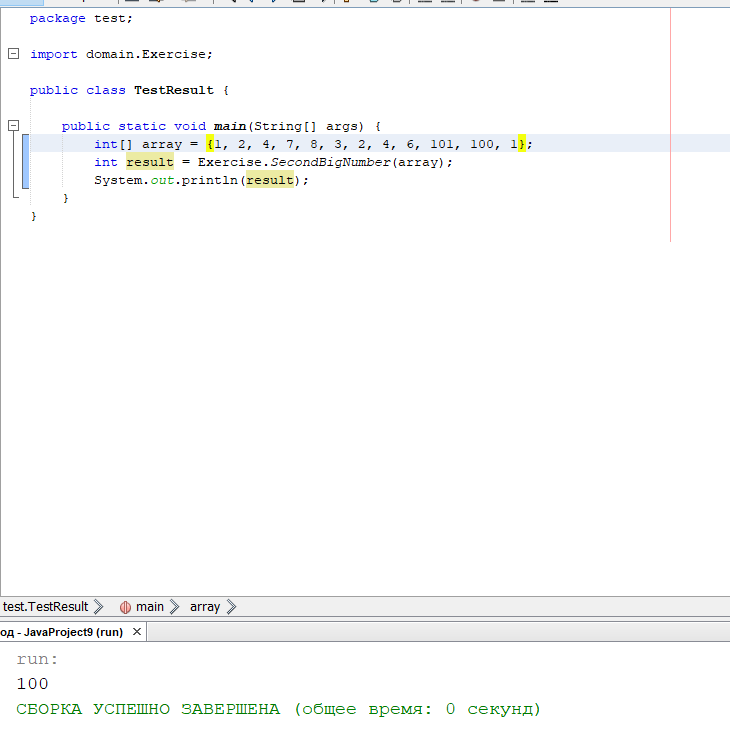 package test;
import domain.Exercise;
public class TestResult {
public static void main(String[] args) {
int[] array = {1, 2, 4, 7, 8, 3, 2, 4, 6, 101, 100, 1};
int result = Exercise.SecondBigNumber(array);
System.out.println(result);
}
}
test.TestResult main array
од - JavaProject9 (run)
run:
100
СБОРКА УСПЕШНО ЗАВЕРШЕНА (общее время: 0 секунд)